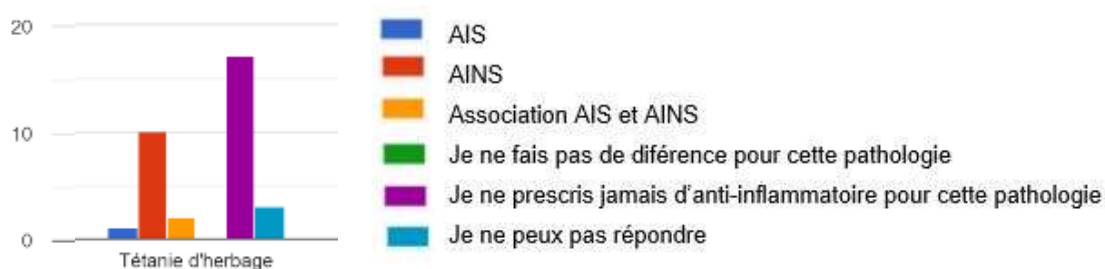 20
10
0
Tétanie d'herbage
AIS
AINS
Association AIS et AINS
Je ne fais pas de diférence pour cette pathologie
Je ne prescris jamais d'anti-inflammatoire pour cette pathologie
Je ne peux pas répondre